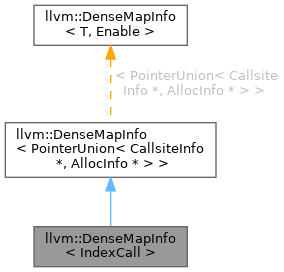 llvm::DenseMapInfo
< T, Enable >
< PointerUnion< Callsite
Info *, AllocInfo * > >
llvm::DenseMapInfo
< PointerUnion< CallsiteInfo
*, AllocInfo * > >
llvm::DenseMapInfo
< IndexCall >